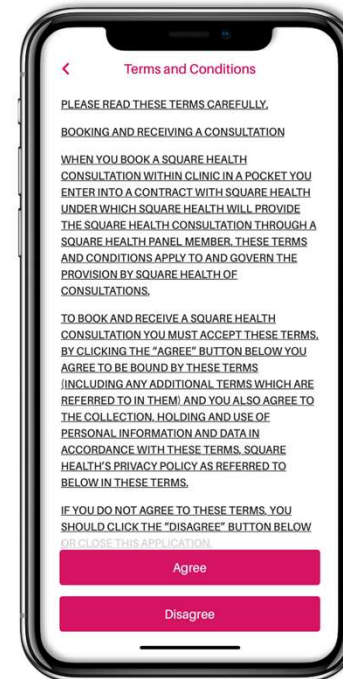 Terms and Conditions
PLEASE READ THESE TERMS CAREFULLY.
BOOKING AND RECEIVING A CONSULTATION
WHEN YOU BOOK A SQUARE HEALTH
CONSULTATION WITHIN CLINIC IN A POCKET YOU
ENTER INTO A CONTRACT WITH SQUARE HEALTH
UNDER WHICH SQUARE HEALTH WILL PROVIDE
THE SQUARE HEALTH CONSULTATION THROUGH A
SQUARE HEALTH PANEL MEMBER. THESE TERMS
AND CONDITIONS APPLY TO AND GOVERN THE
PROVISION BY SQUARE HEALTH OF
CONSULTATIONS.
TO BOOK AND RECEIVE A SQUARE HEALTH
CONSULTATION YOU MUST ACCEPT THESE TERMS.
BY CLICKING THE "AGREE" BUTTON BELOW YOU
AGREE TO BE BOUND BY THESE TERMS
(INCLUDING ANY ADDITIONAL TERMS WHICH ARE
REFERRED TO IN THEM) AND YOU ALSO AGREE TO
THE COLLECTION, HOLDING AND USE OF
PERSONAL INFORMATION AND DATA IN
ACCORDANCE WITH THESE TERMS, SQUARE
HEALTH'S PRIVACY POLICY AS REFERRED TO
BELOW IN THESE TERMS.
IF YOU DO NOT AGREE TO THESE TERMS, YOU
SHOULD CLICK THE "DISAGREE" BUTTON BELOW
OR CLOSE THIS APPLICATION.
Agree
Disagree